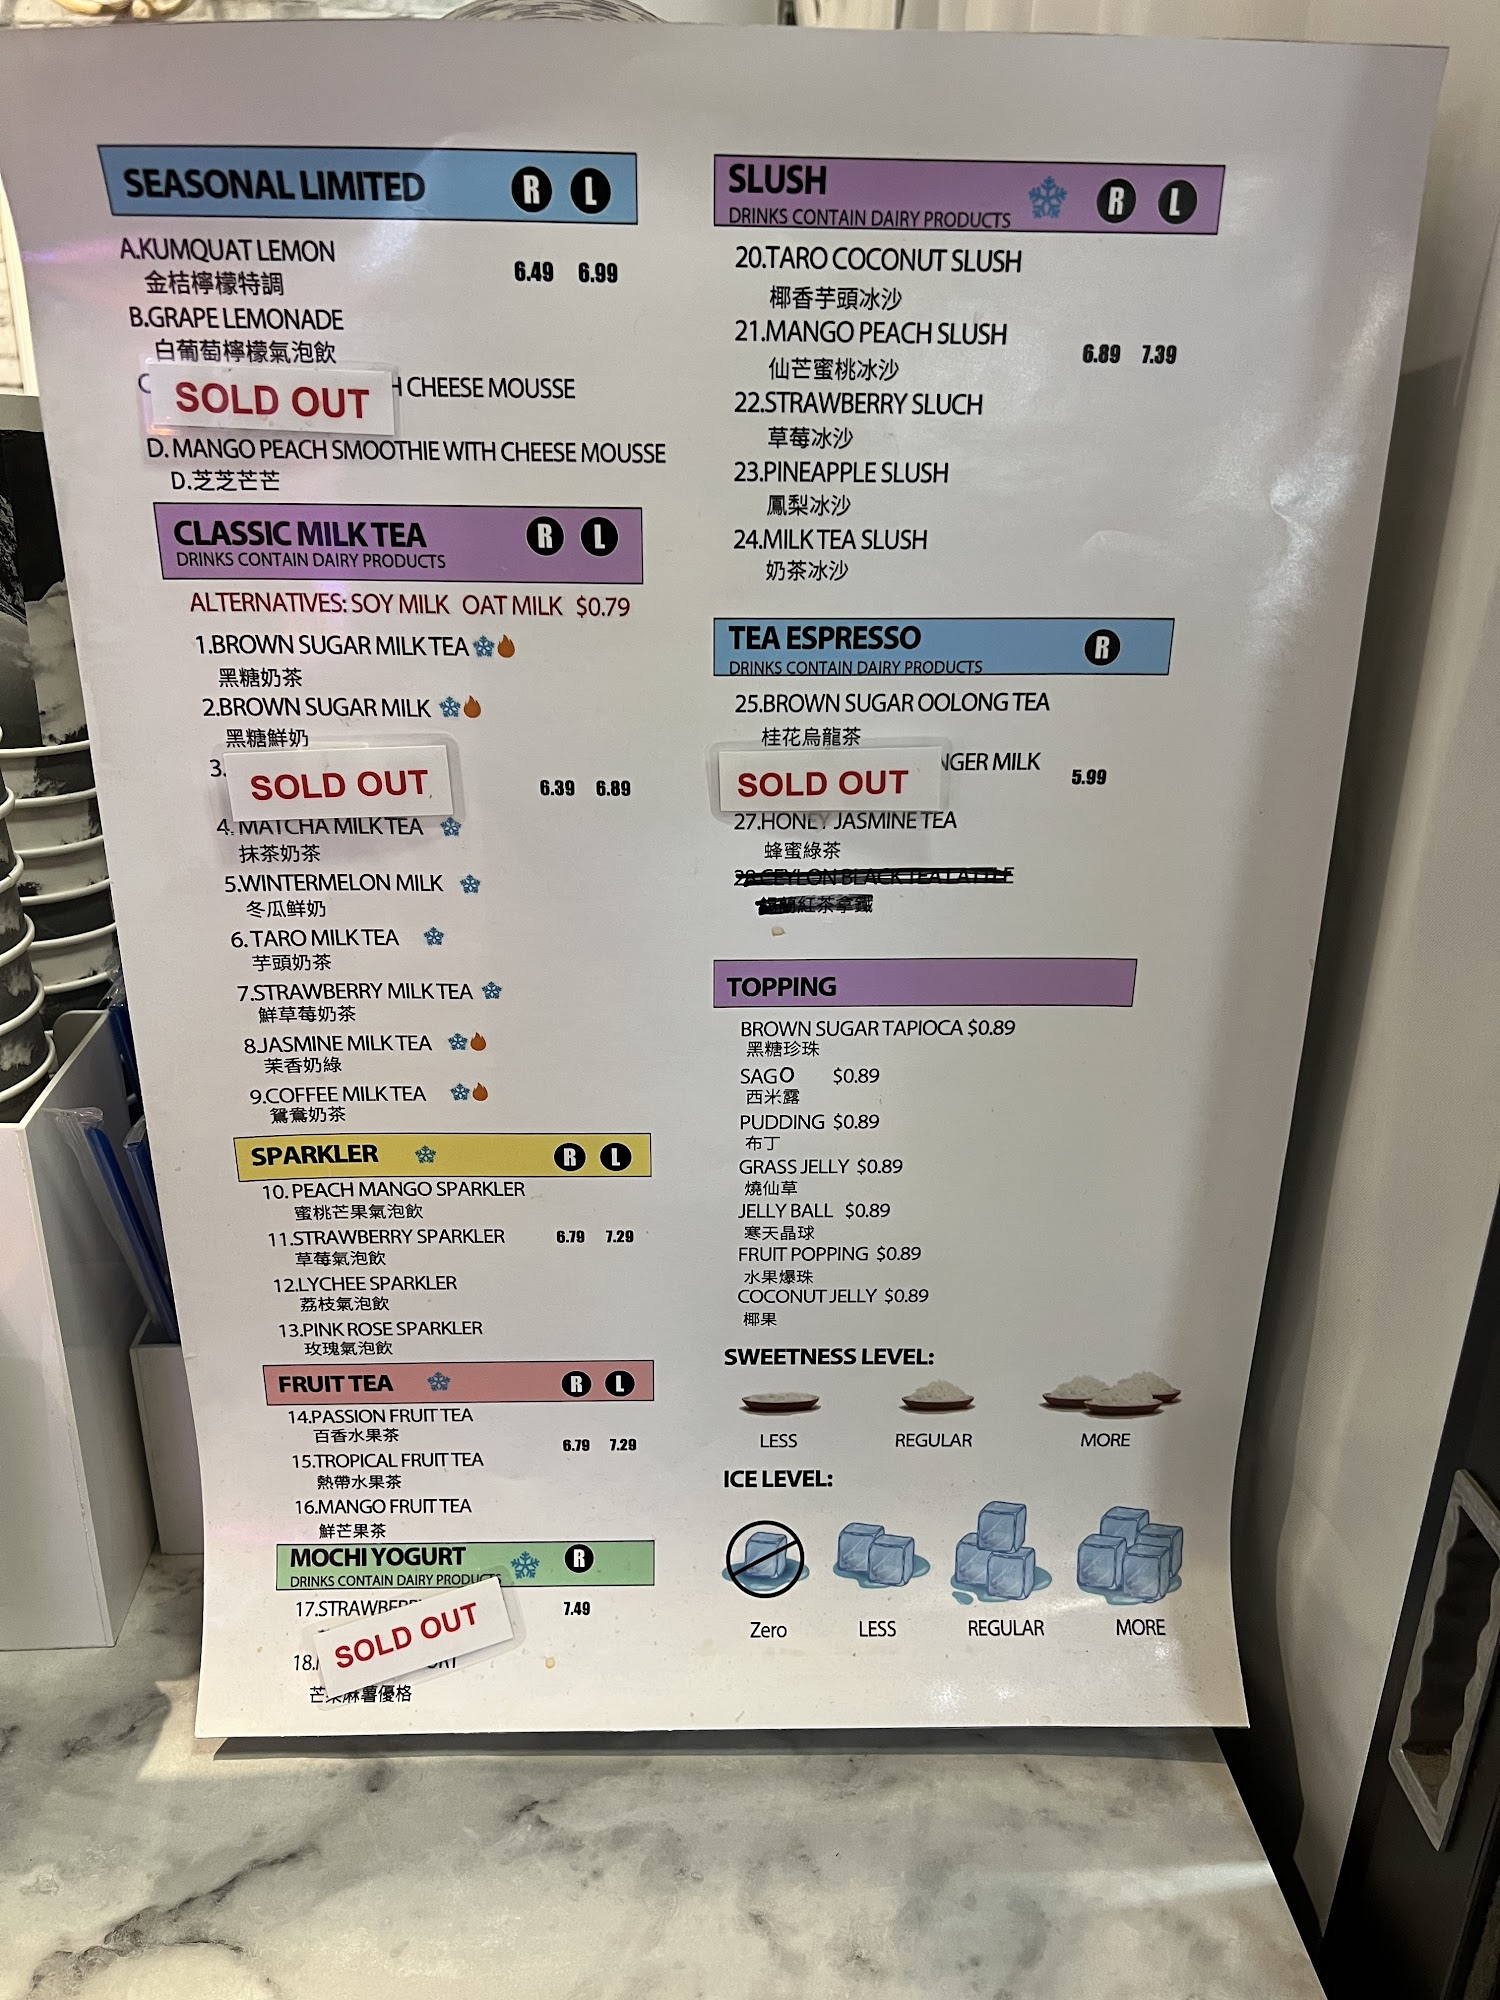 SEASONAL LIMITED R L
A.KUMQUAT LEMON
金桔檸檬特調
6.49 6.99
B.GRAPE LEMONADE
白葡萄檸檬氣泡飲
SOLD OUT
CHEESE MOUSSE
D. MANGO PEACH SMOOTHIE WITH CHEESE MOUSSE
D.芝芝芒芒
CLASSIC MILK TEA R L
DRINKS CONTAIN DAIRY PRODUCTS
ALTERNATIVES: SOY MILK OAT MILK $0.79
1.BROWN SUGAR MILK TEA
黑糖奶茶
2.BROWN SUGAR MILK
黑糖鮮奶
3.
SOLD OUT
6.39 6.89
4. MATCHA MILK TEA
抹茶奶茶
5.WINTERMELON MILK
冬瓜鲜奶
6. TARO MILK TEA
芋頭奶茶
7.STRAWBERRY MILK TEA
鮮草莓奶茶
8.JASMINE MILK TEA
茉香奶綠
9.COFFEE MILK TEA
鴛鴦奶茶
SPARKLER R L
10. PEACH MANGO SPARKLER
蜜桃芒果氣泡飲
11.STRAWBERRY SPARKLER
6.79 7.29
草莓氣泡飲
12.LYCHEE SPARKLER
荔枝氣泡飲
13.PINK ROSE SPARKLER
玫瑰氣泡飲
FRUIT TEA R L
14.PASSION FRUIT TEA
百香水果茶
6.79 7.29
15.TROPICAL FRUIT TEA
熱帶水果茶
16.MANGO FRUIT TEA
鮮芒果茶
MOCHI YOGURT R
DRINKS CONTAIN DAIRY PRODUCTS
17.
7.49
SOLD OUT
18.
芒果麻薯優格
SLUSH R L
DRINKS CONTAIN DAIRY PRODUCTS
20.TARO COCONUT SLUSH
椰香芋頭冰沙
21.MANGO PEACH SLUSH
仙芒蜜桃冰沙
6.89 7.39
22.STRAWBERRY SLUCH
草莓冰沙
23.PINEAPPLE SLUSH
鳳梨冰沙
24.MILK TEA SLUSH
奶茶冰沙
TEA ESPRESSO R
DRINKS CONTAIN DAIRY PRODUCTS
25.BROWN SUGAR OOLONG TEA
桂花烏龍茶
SOLD OUT
MILK
5.99
27.HONEY JASMINE TEA
蜂蜜綠茶
28.CEYLON BLACK TEA LATTE
紅茶拿鐵
TOPPING
BROWN SUGAR TAPIOCA $0.89
黑糖珍珠
SAGO $0.89
西米露
PUDDING $0.89
布丁
GRASS JELLY $0.89
燒仙草
JELLY BALL $0.89
寒天晶球
FRUIT POPPING $0.89
水果爆珠
COCONUT JELLY $0.89
椰果
SWEETNESS LEVEL:
LESS REGULAR MORE
ICE LEVEL:
Zero LESS REGULAR MORE